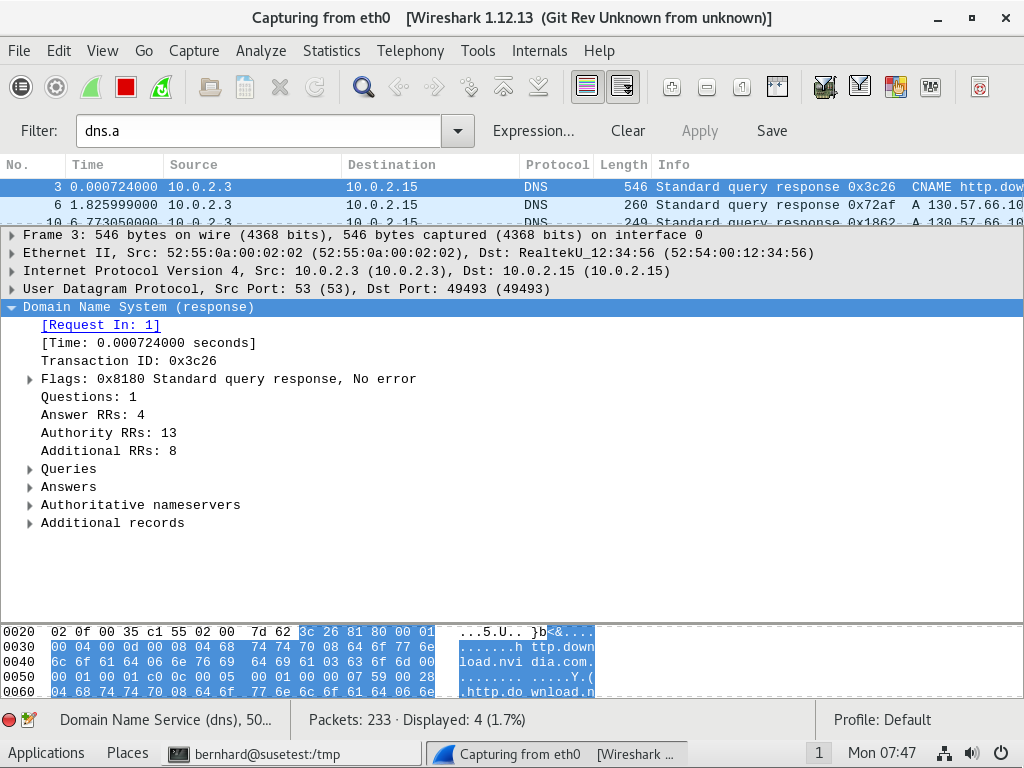 Capturing from eth0 [Wireshark 1.12.13 (Git Rev Unknown from unknown)]
File Edit View Go Capture Analyze Statistics Telephony Tools Internals Help
Filter: dns.a Expression... Clear Apply Save
No. Time Source Destination Protocol Length Info
3 0.000724000 10.0.2.3 10.0.2.15 DNS 546 Standard query response 0x3c26 CNAME http.dow
6 1.825999000 10.0.2.3 10.0.2.15 DNS 260 Standard query response 0x72af A 130.57.66.10
10 6.773050000 10.0.2.3 10.0.2.15 DNS 249 Standard query response 0x1862 A 130.57.66.10
Frame 3: 546 bytes on wire (4368 bits), 546 bytes captured (4368 bits) on interface 0
Ethernet II, Src: 52:55:0a:00:02:02 (52:55:0a:00:02:02), Dst: RealtekU_12:34:56 (52:54:00:12:34:56)
Internet Protocol Version 4, Src: 10.0.2.3 (10.0.2.3), Dst: 10.0.2.15 (10.0.2.15)
User Datagram Protocol, Src Port: 53 (53), Dst Port: 49493 (49493)
Domain Name System (response)
[Request In: 1]
[Time: 0.000724000 seconds]
Transaction ID: 0x3c26
Flags: 0x8180 Standard query response, No error
Questions: 1
Answer RRs: 4
Authority RRs: 13
Additional RRs: 8
Queries
Answers
Authoritative nameservers
Additional records
0020 02 0f 00 35 c1 55 02 00 7d 62 3c 26 81 80 00 01 ...5.U.. }b<&....
0030 00 04 00 0d 00 08 04 68 74 74 70 08 64 6f 77 6e .......h ttp.down
0040 6c 6f 61 64 06 6e 76 69 64 69 61 03 63 6f 6d 00 load.nvi dia.com.
0050 00 01 00 01 c0 0c 00 05 00 01 00 00 07 59 00 28 ........ .....Y.(
0060 04 68 74 74 70 08 64 6f 77 6e 6c 6f 61 64 06 6e .http.do wnload.n
Domain Name Service (dns), 50... Packets: 233 · Displayed: 4 (1.7%) Profile: Default
Applications Places bernhard@susetest:/tmp Capturing from eth0 [Wireshark ... 1 Mon 07:47